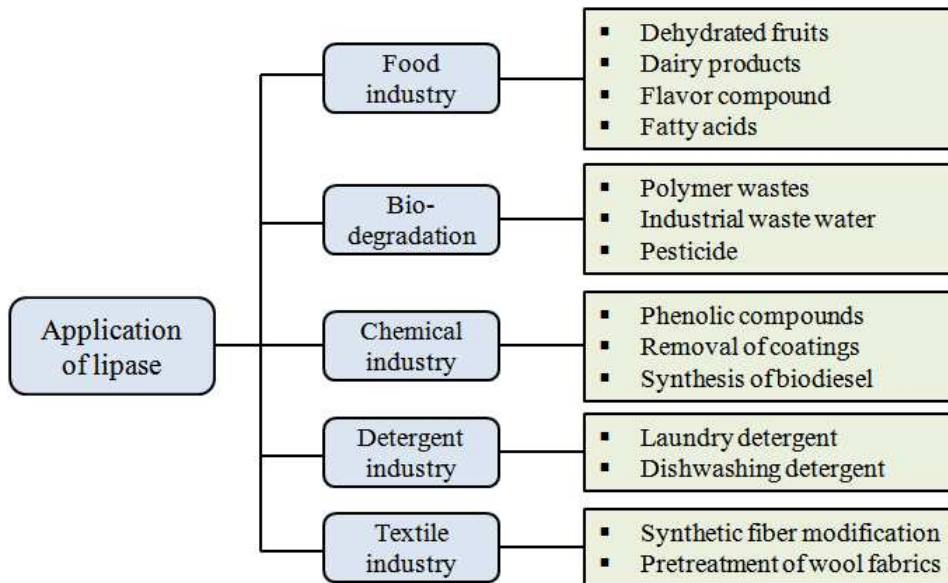 Application
of lipase
Food
industry
▪ Dehydrated fruits
▪ Dairy products
▪ Flavor compound
▪ Fatty acids
Bio-
degradation
▪ Polymer wastes
▪ Industrial waste water
▪ Pesticide
Chemical
industry
▪ Phenolic compounds
▪ Removal of coatings
▪ Synthesis of biodiesel
Detergent
industry
▪ Laundry detergent
▪ Dishwashing detergent
Textile
industry
▪ Synthetic fiber modification
▪ Pretreatment of wool fabrics